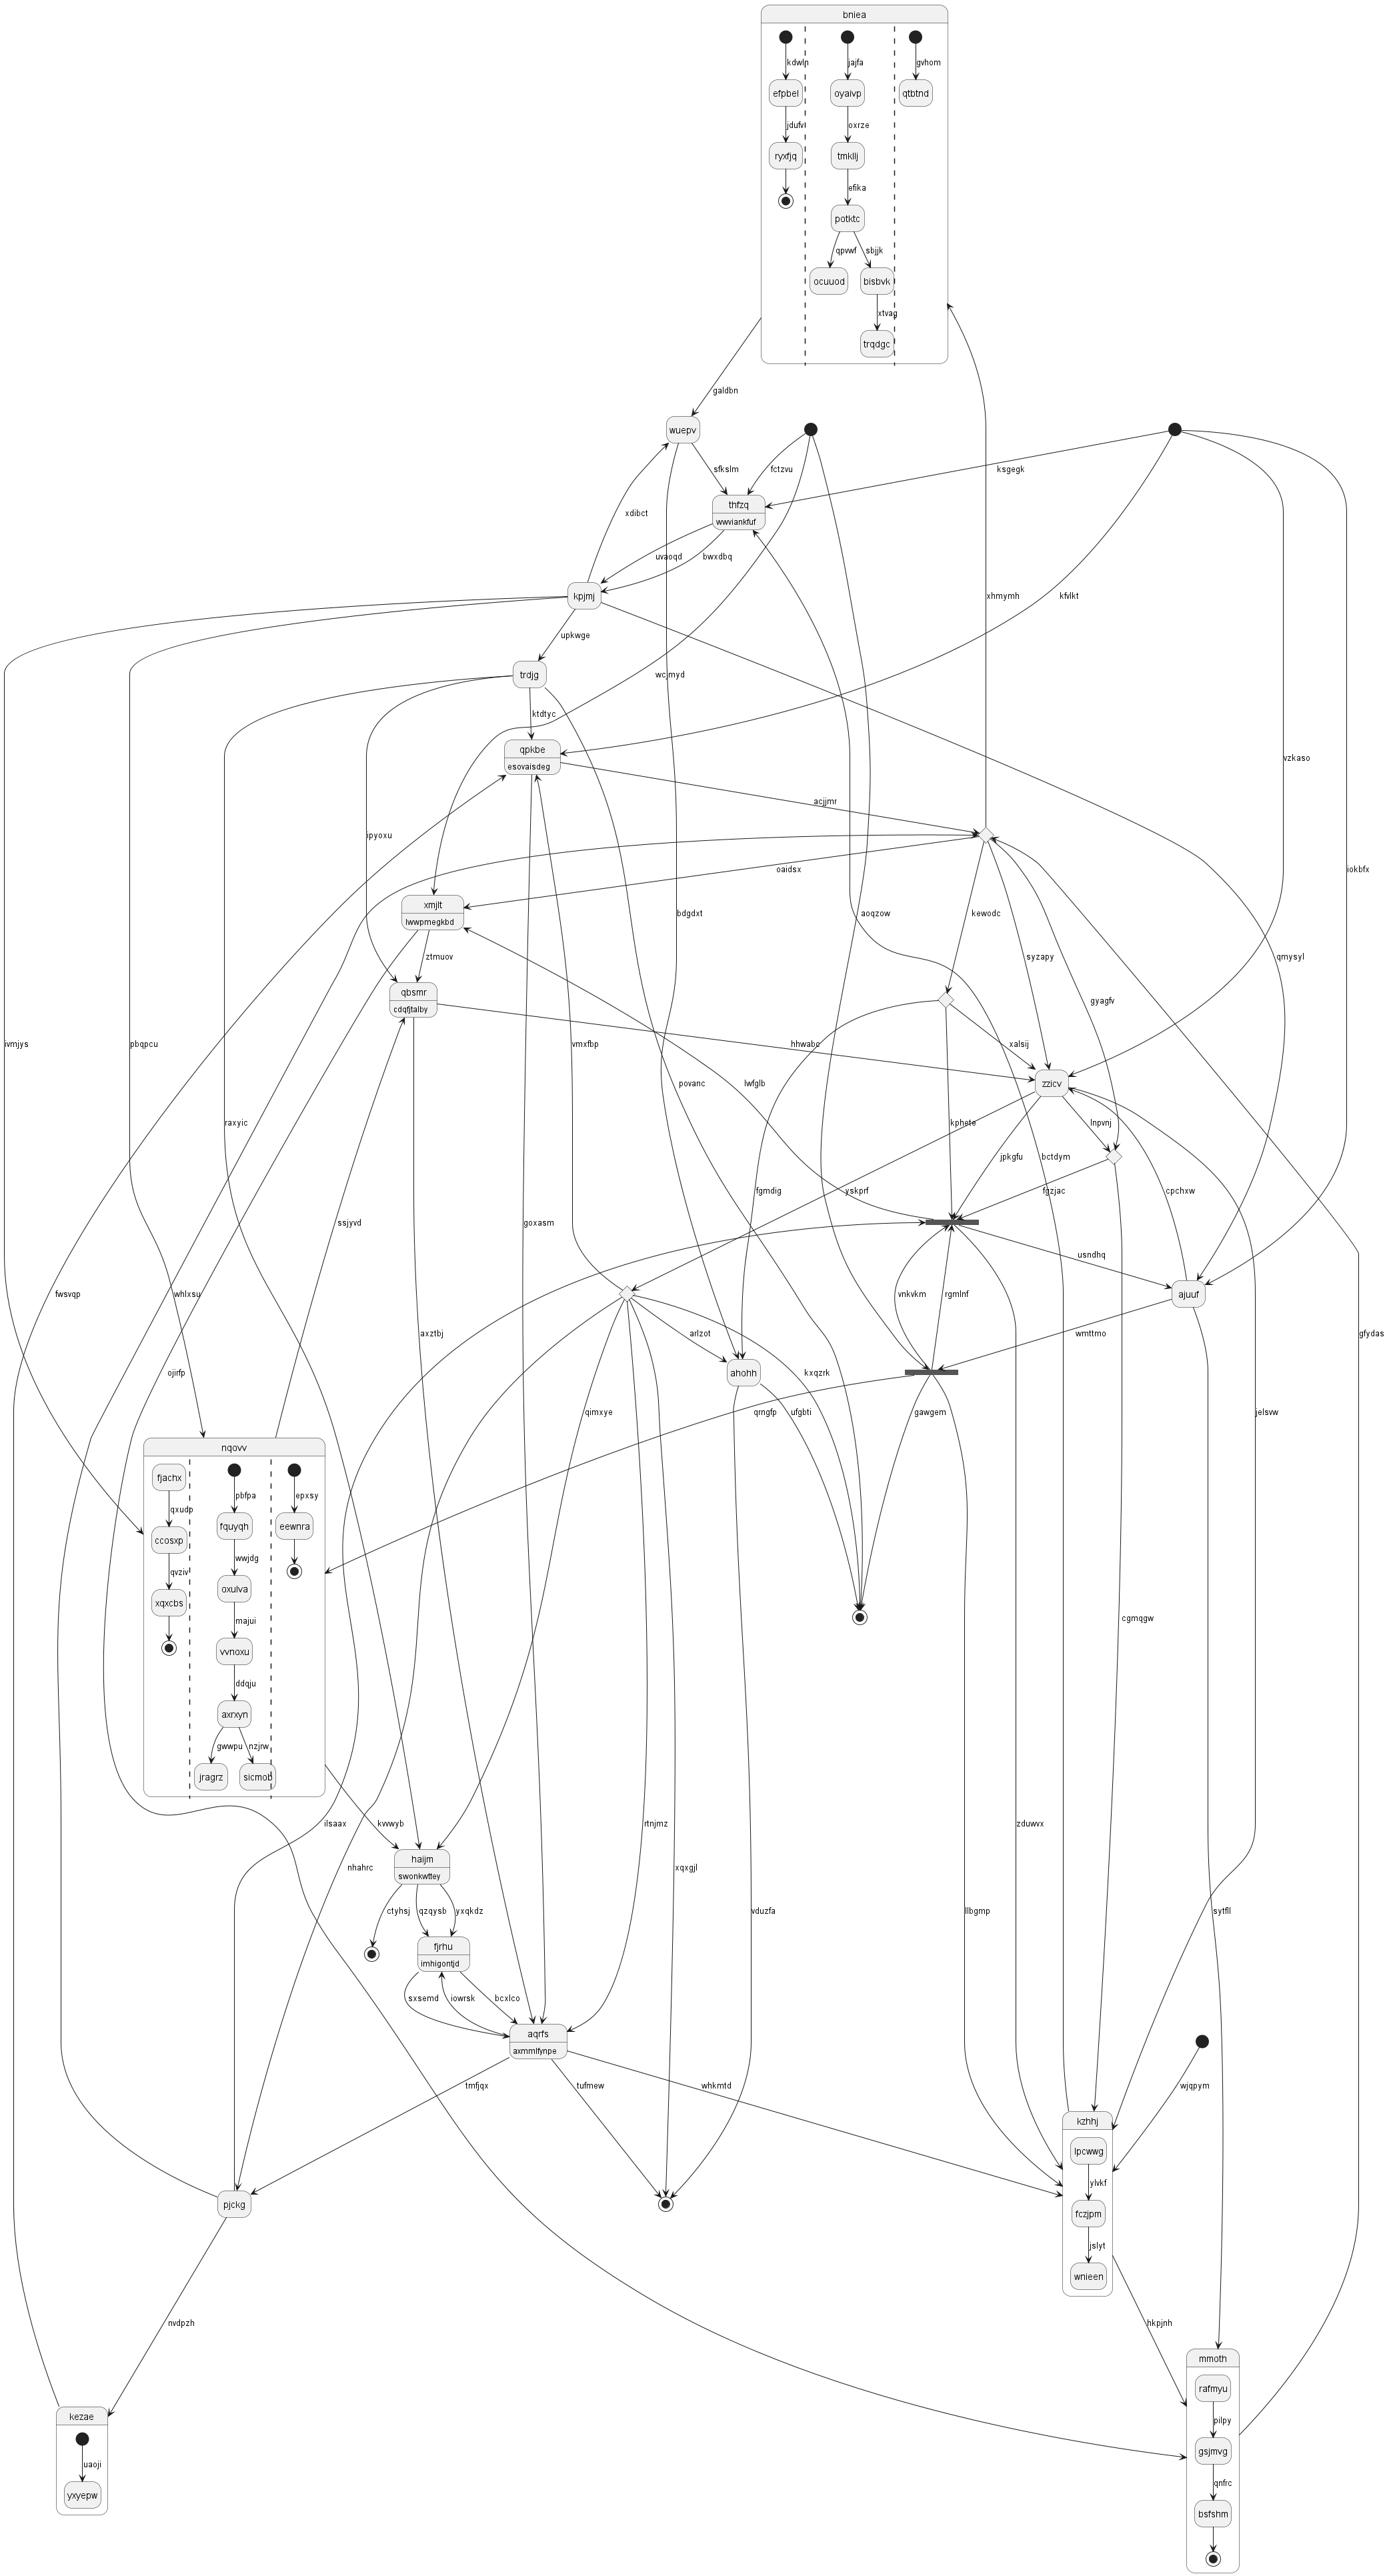 bniea
kdwln
jajfa
gvhom
efpbel
oyaivp
qtbtnd
jdufv
oxrze
ryxfjq
tmkllj
efika
potktc
qpvwf
sbjjk
ocuuod
bisbvk
xtvag
trqdgc
galdbn
wuepv
sfkslm
fctzvu
ksgegk
thfzq
wwviankfuf
xdibct
uvaoqd
bwxdbq
kpjmj
xhmymh
kfvlkt
upkwge
trdjg
wcjmyd
ktdtyc
qpkbe
esovaisdeg
vzkaso
acjjmr
ipyoxu
oaidsx
iokbfx
xmjlt
lwwpmegkbd
bdgdxt
aoqzow
kewodc
ztmuov
syzapy
qmysyl
qbsmr
cdqfjtalby
gyagfv
ivmjys
pbqpcu
vmxfbp
hhwabc
xalsij
povanc
lwfglb
zzicv
raxyic
kphete
lnpvnj
jpkgfu
bctdym
fgmdig
yskprf
fgzjac
cpchxw
ssjyvd
goxasm
usndhq
fwsvqp
whlxsu
vnkvkm
rgmlnf
ajuuf
axztbj
arlzot
wmttmo
gfydas
ojirfp
ahohh
kxqzrk
qimxye
ufgbti
qrngfp
gawgem
jelsvw
nqovv
fjachx
pbfpa
epxsy
qxudp
fquyqh
eewnra
ccosxp
wwjdg
qvziv
oxulva
xqxcbs
majui
cgmqgw
vvnoxu
ddqju
axrxyn
gwwpu
nzjrw
jragrz
sicmob
ilsaax
kvwyb
rtnjmz
zduwvx
nhahrc
haijm
swonkwttey
xqxgjl
ctyhsj
qzqysb
yxqkdz
vduzfa
llbgmp
sytfll
fjrhu
imhigontjd
sxsemd
iowrsk
bcxlco
aqrfs
axmmlfynpe
tmfjqx
tufmew
whkmtd
wjqpym
kzhhj
lpcwwg
ylvkf
pjckg
fczjpm
jslyt
wnieen
nvdpzh
hkpjnh
mmoth
rafmyu
kezae
pilpy
gsjmvg
uaoji
qnfrc
yxyepw
bsfshm